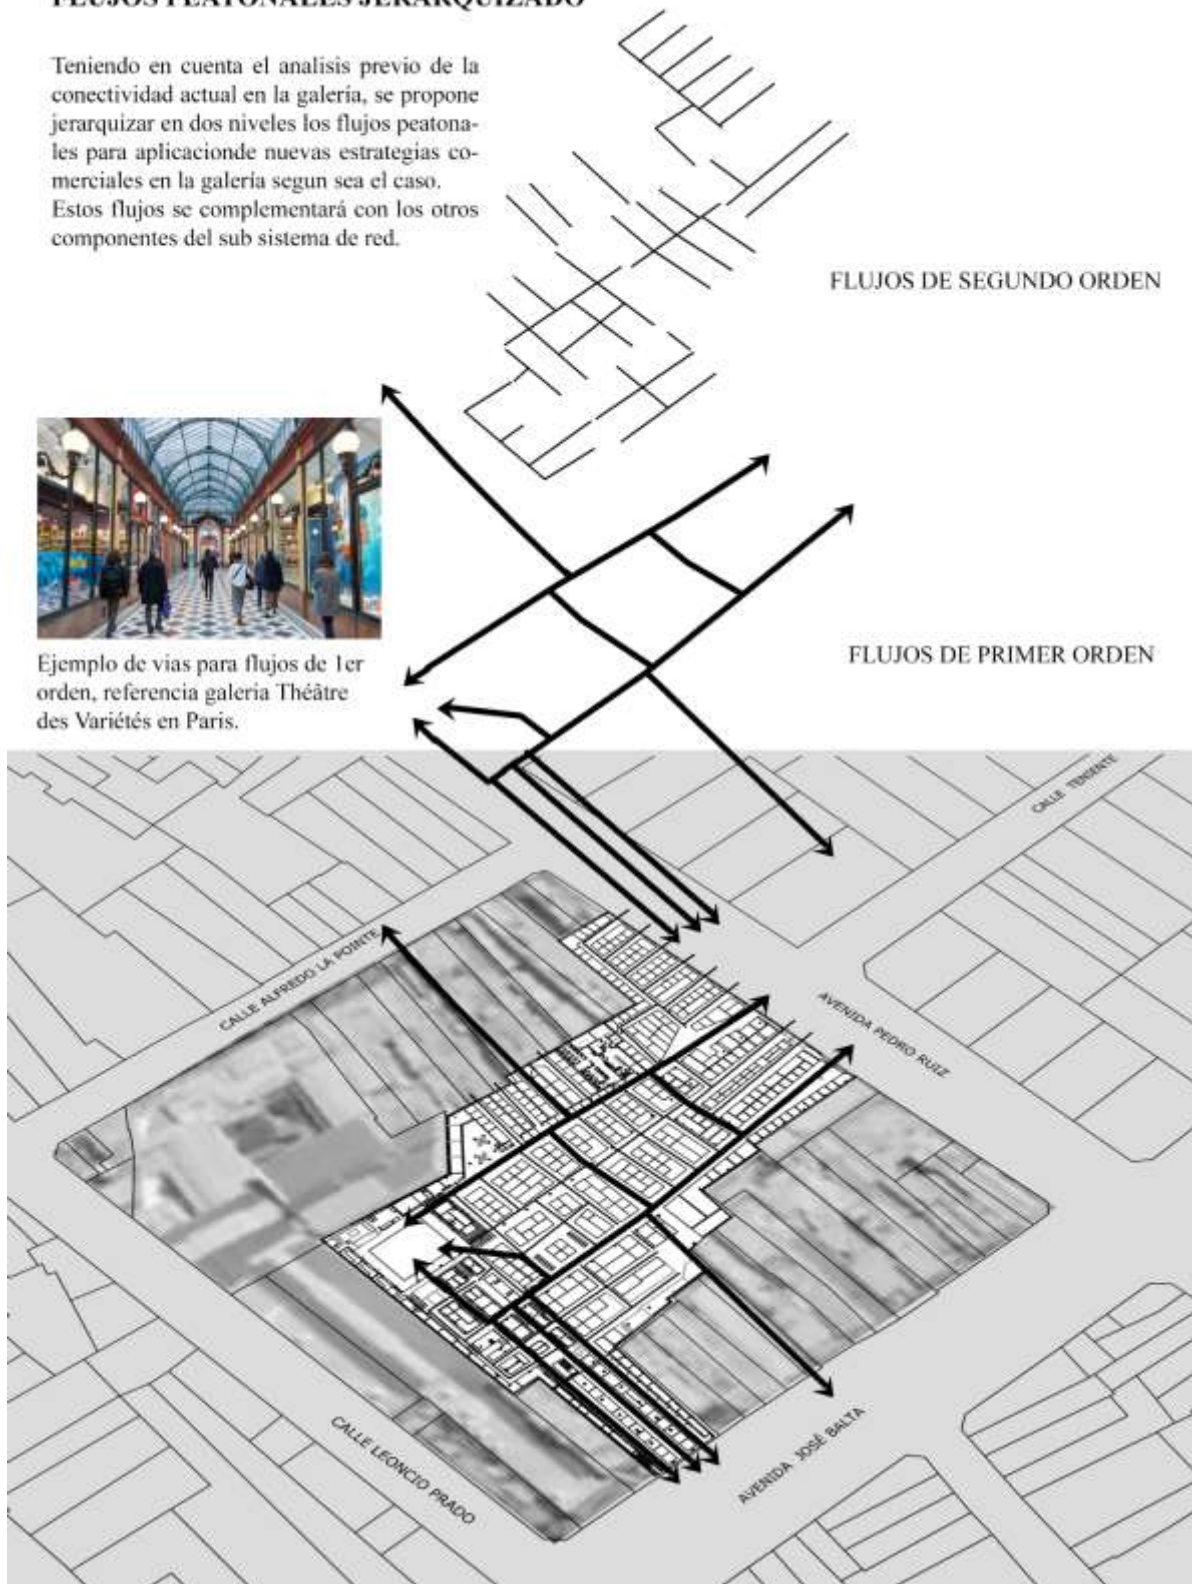 FLUJOS PEATONALES JERARQUIZADO
Teniendo en cuenta el analisis previo de la
conectividad actual en la galería, se propone
jerarquizar en dos niveles los flujos peatona-
les para aplicacionde nuevas estrategias co-
merciales en la galería segun sea el caso.
Estos flujos se complementará con los otros
componentes del sub sistema de red.
FLUJOS DE SEGUNDO ORDEN
Ejemplo de vias para flujos de 1er
orden, referencia galeria Théâtre
des Variétés en Paris.
FLUJOS DE PRIMER ORDEN
CALLE TENIENTE
CALLE ALFREDO LA POINTE
AVENIDA PEDRO RUIZ
CALLE LEONCIO PRADO
AVENIDA JOSÉ BALTA